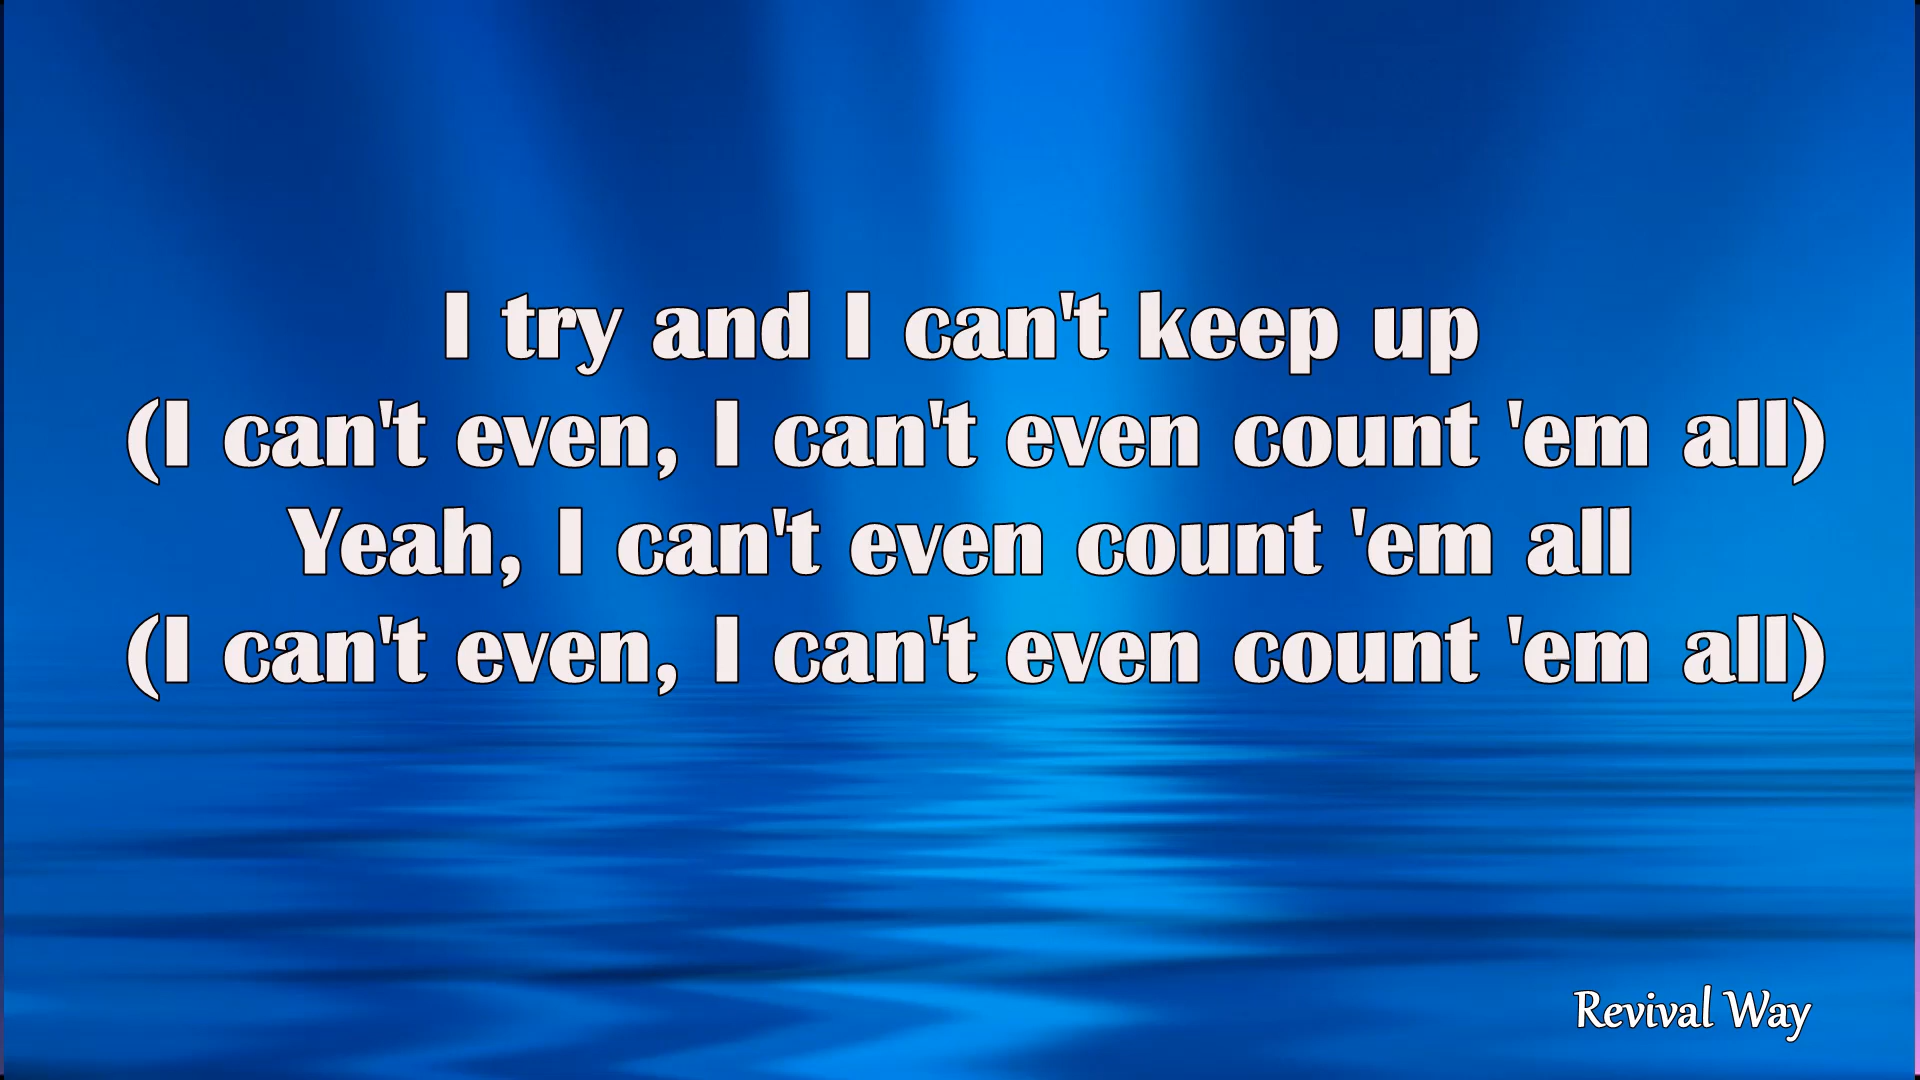 I try and I can't keep up
(I can't even, I can't even count 'em all)
Yeah, I can't even count 'em all
(I can't even, I can't even count 'em all)
Revival Way